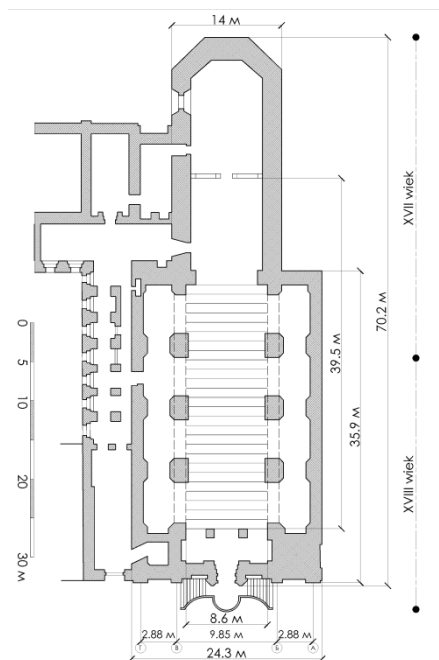 14 м
XVII wiek
70.2 м
39.5 м
35.9 м
XVIII wiek
0
5
10
20
30 м
8.6 м
2.88 м
9.85 м
2.88 м
Г
В
Б
А
24.3 м